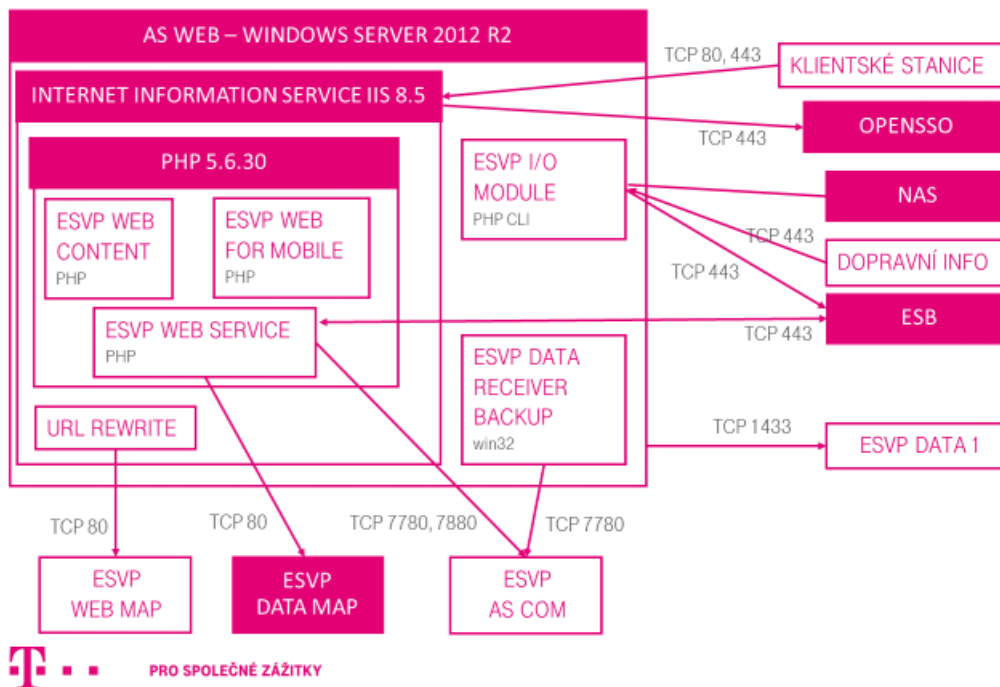 AS WEB – WINDOWS SERVER 2012 R2
TCP 80, 443
KLIENTSKÉ STANICE
INTERNET INFORMATION SERVICE IIS 8.5
OPENSSO
TCP 443
PHP 5.6.30
ESVP I/O
MODULE
PHP CLI
NAS
ESVP WEB
CONTENT
PHP
ESVP WEB
FOR MOBILE
PHP
TCP 443
DOPRAVNÍ INFO
TCP 443
ESB
ESVP WEB SERVICE
PHP
TCP 443
ESVP DATA
RECEIVER
BACKUP
win32
URL REWRITE
TCP 1433
ESVP DATA 1
TCP 80
TCP 80
TCP 7780, 7880
TCP 7780
ESVP
WEB MAP
ESVP
DATA MAP
ESVP
AS COM
T
PRO SPOLEČNÉ ZÁŽITKY